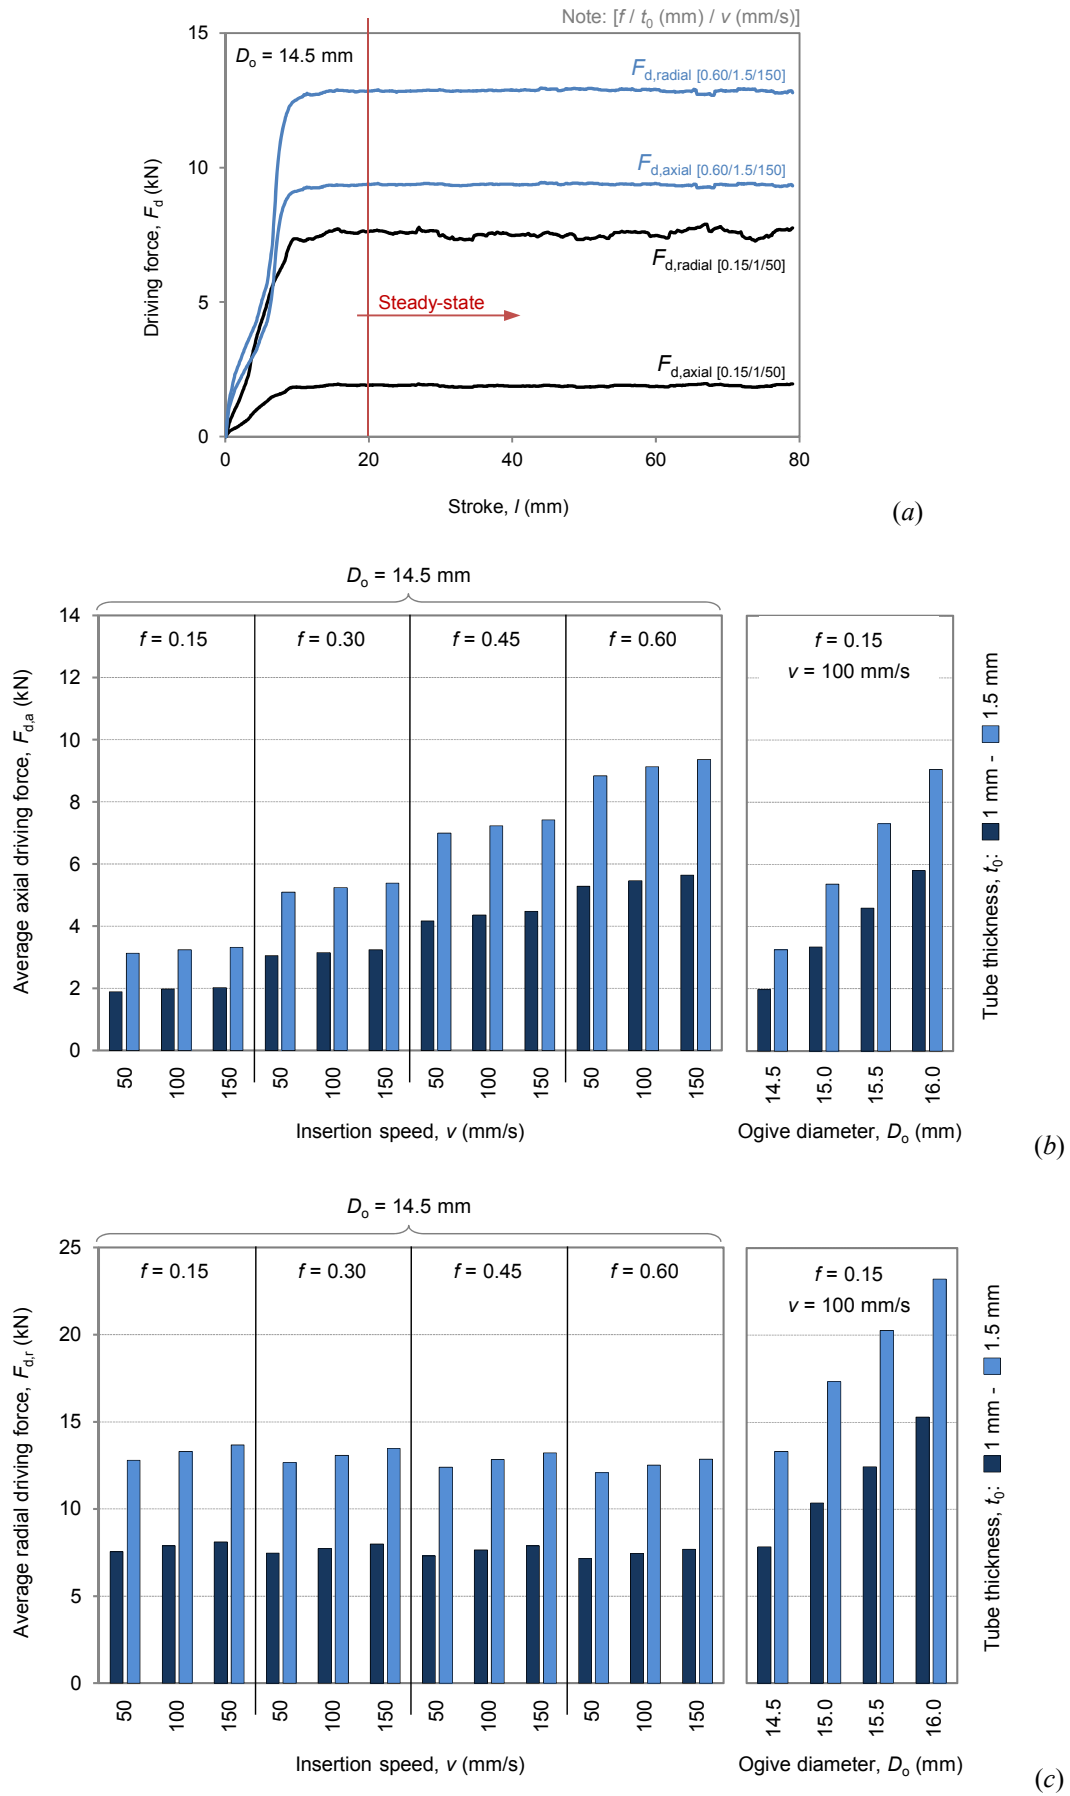 Note: [f / t0 (mm) / v (mm/s)]
15
Do = 14.5 mm
Fd,radial [0.60/1.5/150]
10
Fd,axial [0.60/1.5/150]
Fd,radial [0.15/1/50]
5
Steady-state
Fd,axial [0.15/1/50]
0
Driving force, Fd (kN)
0 20 40 60 80
Stroke, l (mm)
(a)
Do = 14.5 mm
14
f = 0.15 f = 0.30 f = 0.45 f = 0.60
f = 0.15
v = 100 mm/s
12
10
8
6
4
2
0
Average axial driving force, Fd,a (kN)
50 100 150 50 100 150 50 100 150 50 100 150
14.5 15.0 15.5 16.0
Insertion speed, v (mm/s)
Ogive diameter, Do (mm)
Tube thickness, t0: 1 mm - 1.5 mm
(b)
Do = 14.5 mm
25
f = 0.15 f = 0.30 f = 0.45 f = 0.60
f = 0.15
v = 100 mm/s
20
15
10
5
0
Average radial driving force, Fd,r (kN)
50 100 150 50 100 150 50 100 150 50 100 150
14.5 15.0 15.5 16.0
Insertion speed, v (mm/s)
Ogive diameter, Do (mm)
Tube thickness, t0: 1 mm - 1.5 mm
(c)